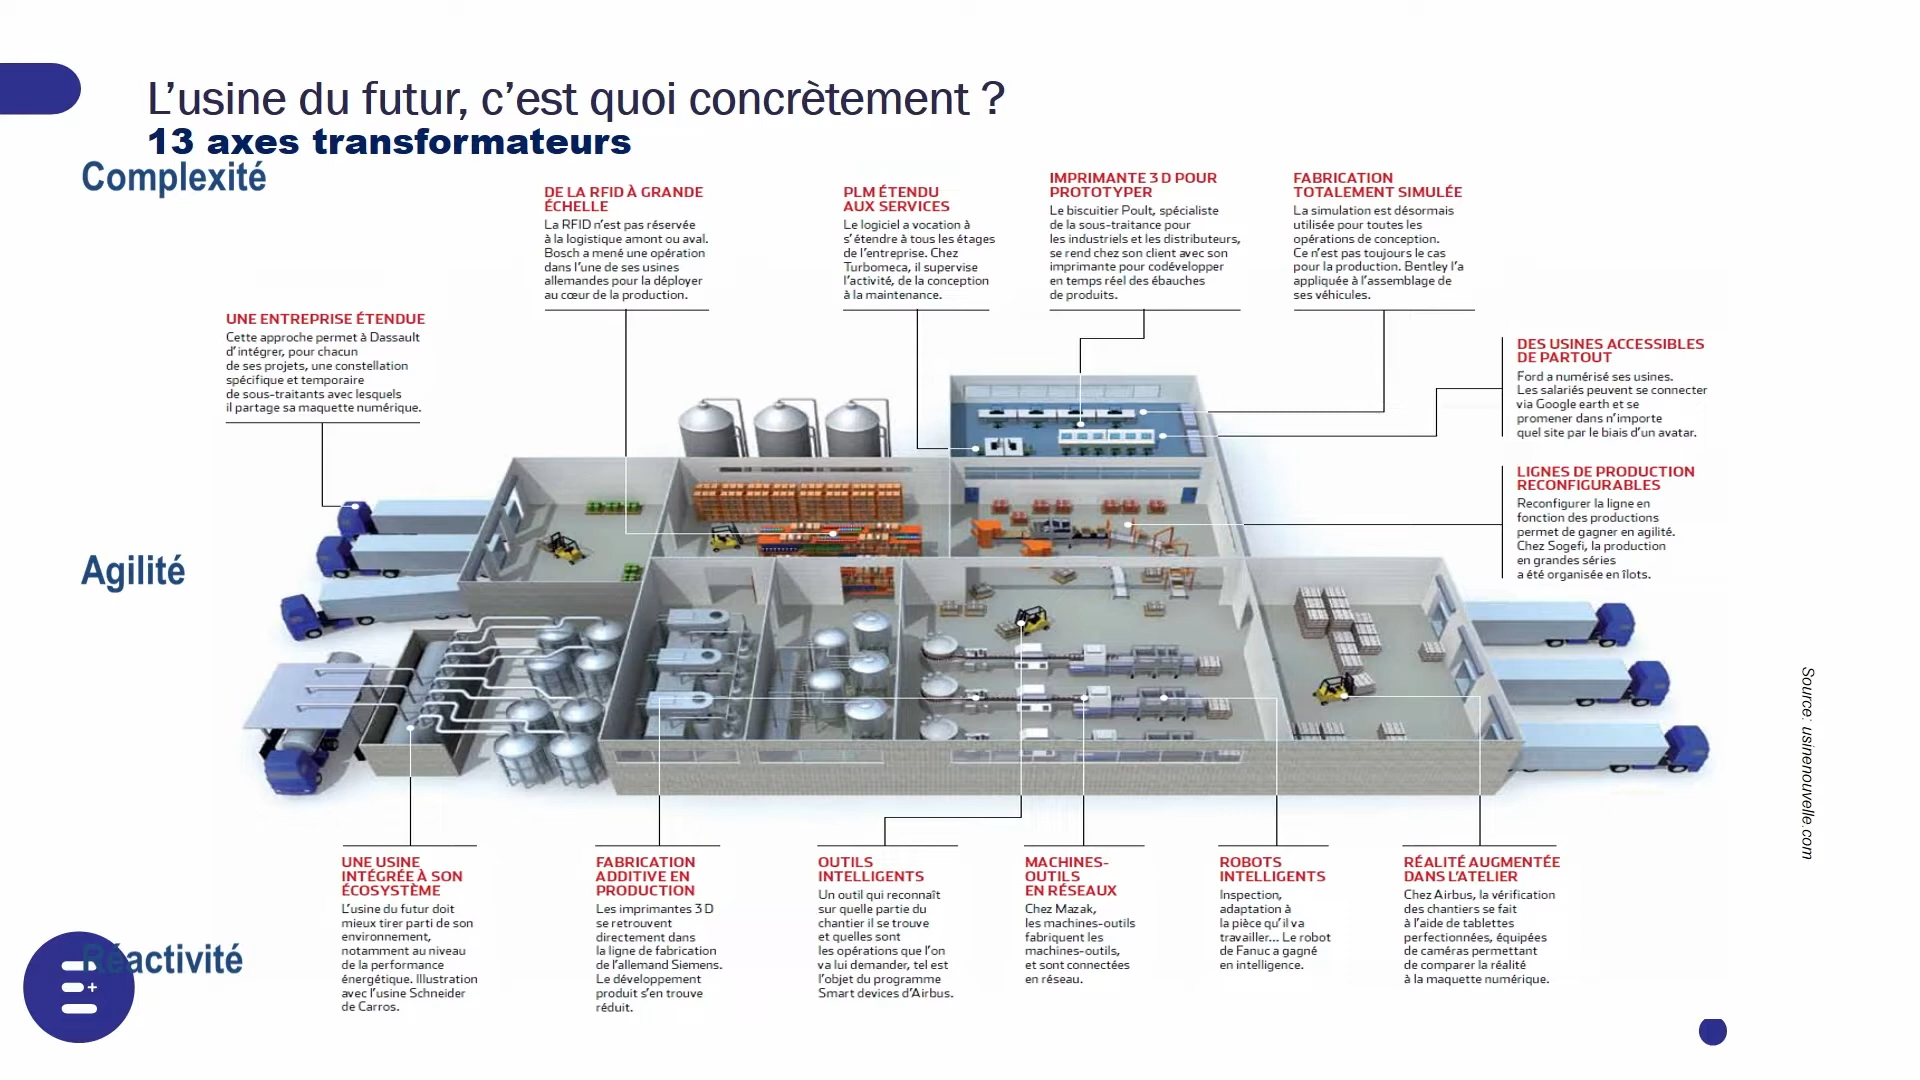 L'usine du futur, c'est quoi concrètement ?
13 axes transformateurs
Complexité
DE LA RFID À GRANDE
ÉCHELLE
La RFID n'est pas réservée
à la logistique amont ou aval.
Bosch a mené une opération
dans l'une de ses usines
allemandes pour la déployer
au cœur de la production.
PLM ÉTENDU
AUX SERVICES
Le logiciel a vocation à
s'étendre à tous les étages
de l'entreprise. Chez
Turbomeca, il supervise
l'activité, de la conception
à la maintenance.
IMPRIMANTE 3 D POUR
PROTOTYPER
Le biscuitier Poult, spécialiste
de la sous-traitance pour
les industriels et les distributeurs,
se rend chez son client avec son
imprimante pour codévelopper
en temps réel des ébauches
de produits.
FABRICATION
TOTALEMENT SIMULÉE
La simulation est désormais
utilisée pour toutes les
opérations de conception.
Ce n'est pas toujours le cas
pour la production. Bentley l'a
appliquée à l'assemblage de
ses véhicules.
UNE ENTREPRISE ÉTENDUE
Cette approche permet à Dassault
d'intégrer, pour chacun
de ses projets, une constellation
spécifique et temporaire
de sous-traitants avec lesquels
il partage sa maquette numérique.
DES USINES ACCESSIBLES
DE PARTOUT
Ford a numérisé ses usines.
Les salariés peuvent se connecter
via Google earth et se
promener dans n'importe
quel site par le biais d'un avatar.
LIGNES DE PRODUCTION
RECONFIGURABLES
Reconfigurer la ligne en
fonction des productions
permet de gagner en agilité.
Chez Sogefi, la production
en grandes séries
a été organisée en îlots.
Agilité
Source: usinenouvelle.com
UNE USINE
INTÉGRÉE À SON
ÉCOSYSTÈME
L'usine du futur doit
mieux tirer parti de son
environnement,
notamment au niveau
de la performance
énergétique. Illustration
avec l'usine Schneider
de Carros.
FABRICATION
ADDITIVE EN
PRODUCTION
Les imprimantes 3 D
se retrouvent
directement dans
la ligne de fabrication
de l'allemand Siemens.
Le développement
produit s'en trouve
réduit.
OUTILS
INTELLIGENTS
Un outil qui reconnaît
sur quelle partie du
chantier il se trouve
et quelles sont
les opérations que l'on
va lui demander, tel est
l'objet du programme
Smart devices d'Airbus.
MACHINES-
OUTILS
EN RÉSEAUX
Chez Mazak,
les machines-outils
fabriquent les
machines-outils,
et sont connectées
en réseau.
ROBOTS
INTELLIGENTS
Inspection,
adaptation à
la pièce qu'il va
travailler... Le robot
de Fanuc a gagné
en intelligence.
RÉALITÉ AUGMENTÉE
DANS L'ATELIER
Chez Airbus, la vérification
des chantiers se fait
à l'aide de tablettes
perfectionnées, équipées
de caméras permettant
de comparer la réalité
à la maquette numérique.
Réactivité